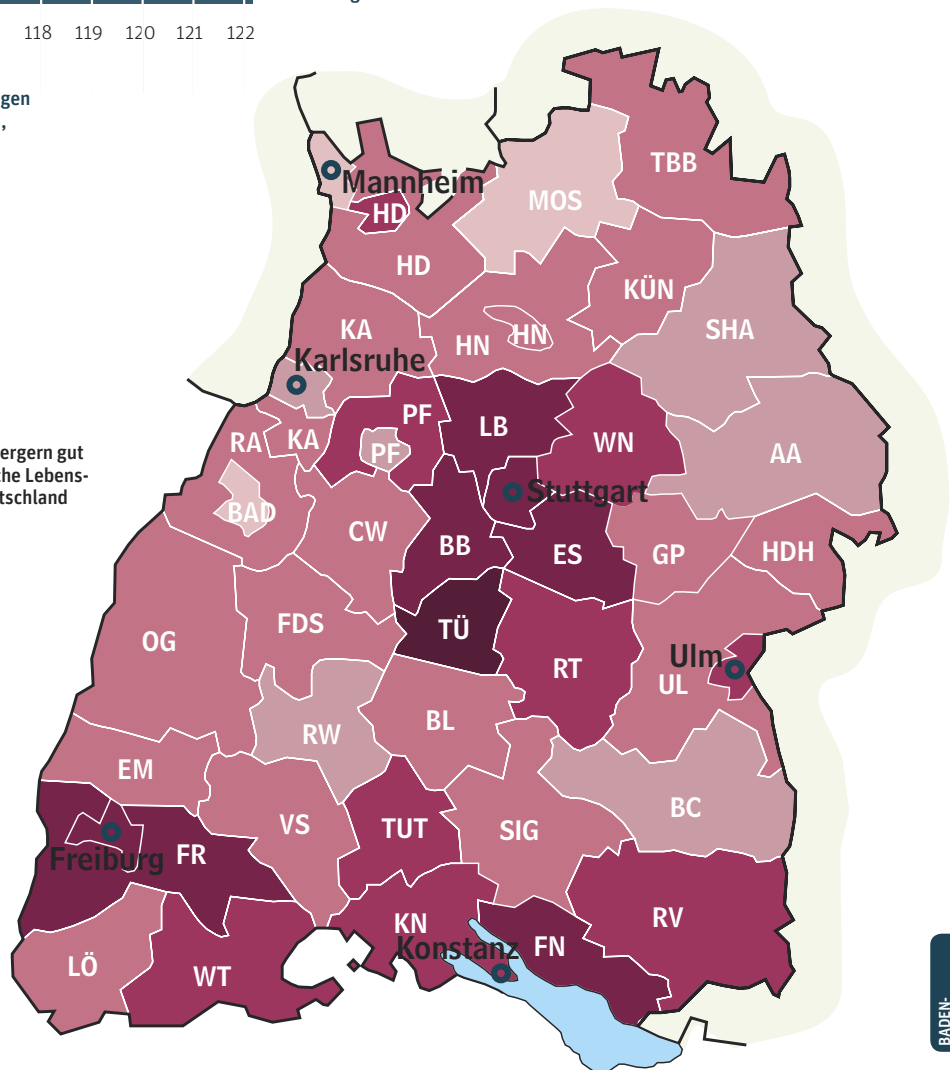 118 119 120 121 122
gen
,
ergern gut
che Lebens-
tschland
TBB
Mannheim
MOS
HD
HD
KÜN
KA
SHA
HN
HN
Karlsruhe
PF
LB
RA
KA
WN
PF
AA
Stuttgart
BAD
CW
BB
ES
GP
HDH
FDS
TÜ
OG
Ulm
RT
UL
BL
RW
EM
BC
VS
TUT
SIG
Freiburg
FR
RV
KN
Konstanz
FN
LÖ
WT
BADEN-